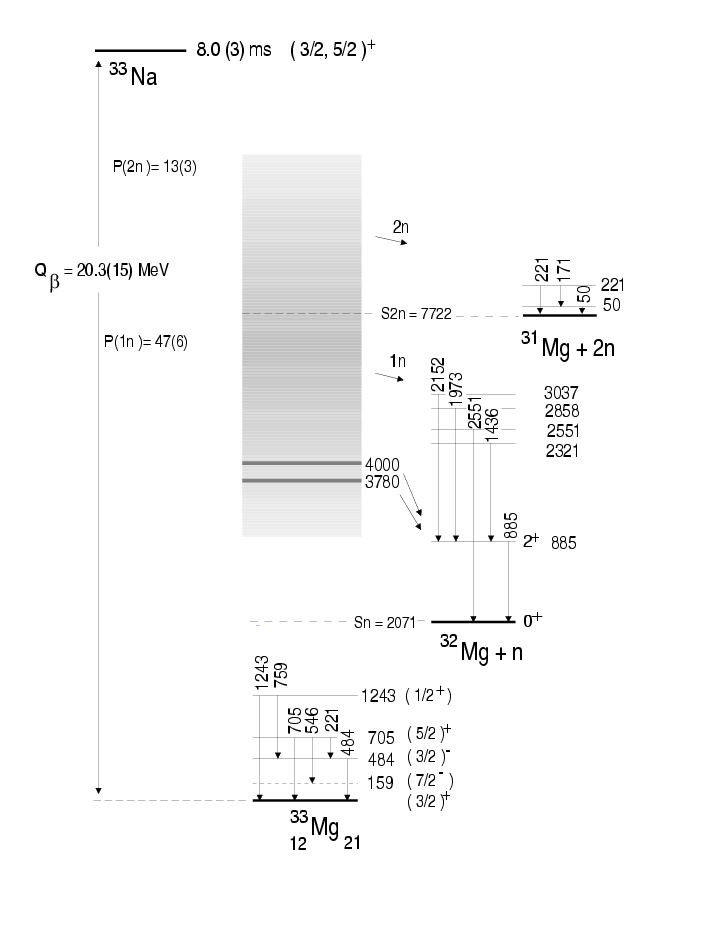 8.0 (3) ms ( 3/2, 5/2 )+
33Na
P(2n )= 13(3)
2n
Qβ = 20.3(15) MeV
221
171
50
221
50
S2n = 7722
31Mg + 2n
P(1n )= 47(6)
1n
2152
1973
2551
1436
3037
2858
2551
2321
4000
3780
885
2+ 885
Sn = 2071
0+
32Mg + n
1243
759
1243 ( 1/2+ )
705
546
221
484
705 ( 5/2 )+
484 ( 3/2 )-
159 ( 7/2- )
( 3/2 )+
33Mg
12 21